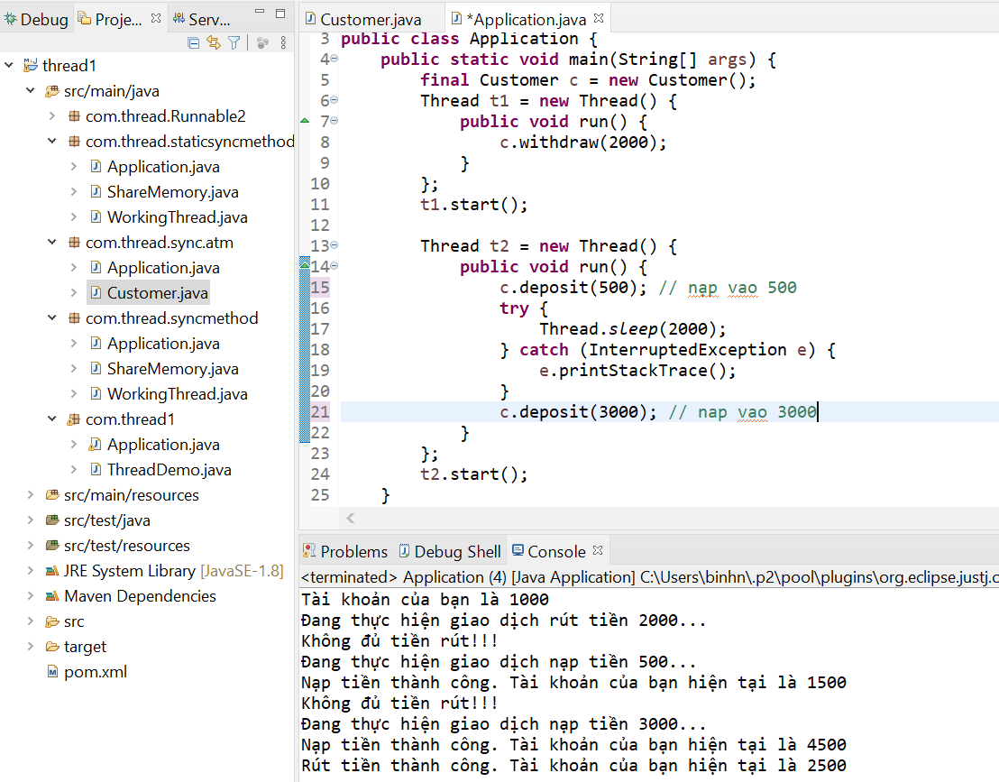 Debug Proje... Serv...
thread1
src/main/java
com.thread.Runnable2
com.thread.staticsyncmethod
Application.java
ShareMemory.java
WorkingThread.java
com.thread.sync.atm
Application.java
Customer.java
com.thread.syncmethod
Application.java
ShareMemory.java
WorkingThread.java
com.thread1
Application.java
ThreadDemo.java
src/main/resources
src/test/java
src/test/resources
JRE System Library [JavaSE-1.8]
Maven Dependencies
src
target
pom.xml
Customer.java *Application.java
3 public class Application {
4 public static void main(String[] args) {
5 final Customer c = new Customer();
6 Thread t1 = new Thread() {
7 public void run() {
8 c.withdraw(2000);
9 }
10 };
11 t1.start();
12
13 Thread t2 = new Thread() {
14 public void run() {
15 c.deposit(500); // nạp vao 500
16 try {
17 Thread.sleep(2000);
18 } catch (InterruptedException e) {
19 e.printStackTrace();
20 }
21 c.deposit(3000); // nap vao 3000
22 }
23 };
24 t2.start();
25 }
Problems Debug Shell Console
<terminated> Application (4) [Java Application] C:\Users\binhn\.p2\pool\plugins\org.eclipse.justj.o
Tài khoản của bạn là 1000
Đang thực hiện giao dịch rút tiền 2000...
Không đủ tiền rút!!!
Đang thực hiện giao dịch nạp tiền 500...
Nạp tiền thành công. Tài khoản của bạn hiện tại là 1500
Không đủ tiền rút!!!
Đang thực hiện giao dịch nạp tiền 3000...
Nạp tiền thành công. Tài khoản của bạn hiện tại là 4500
Rút tiền thành công. Tài khoản của bạn hiện tại là 2500